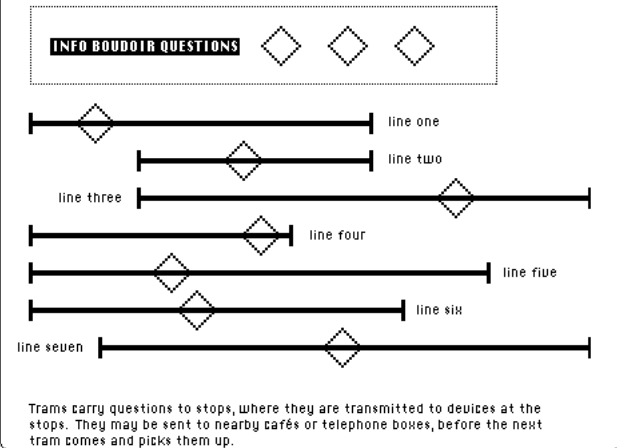 INFO BOUDOIR QUESTIONS
line one
line two
line three
line four
line five
line six
line seven
Trams carry questions to stops, where they are transmitted to devices at the
stops. They may be sent to nearby cafés or telephone boxes, before the next
tram comes and picks them up.